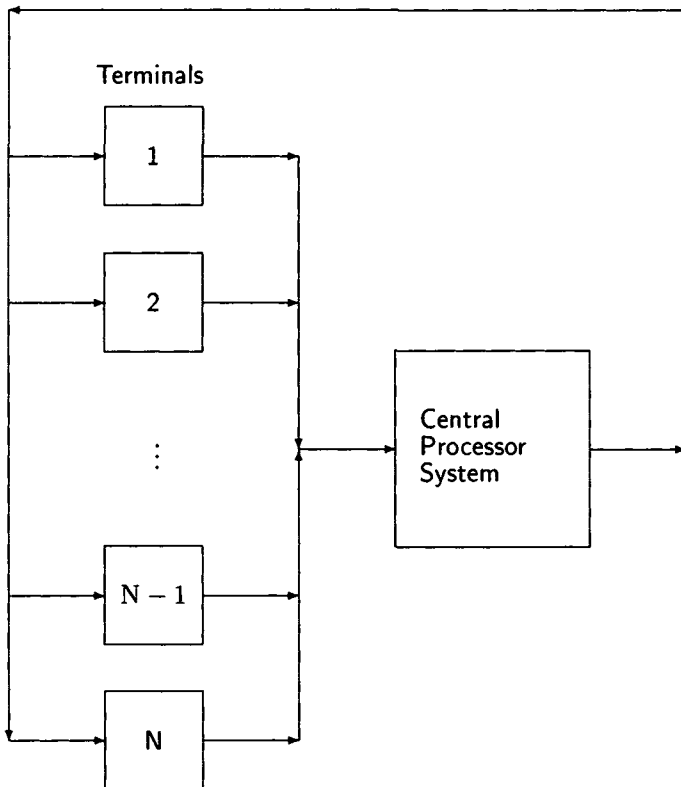 Terminals
1
2
⋮
N − 1
N
Central
Processor
System